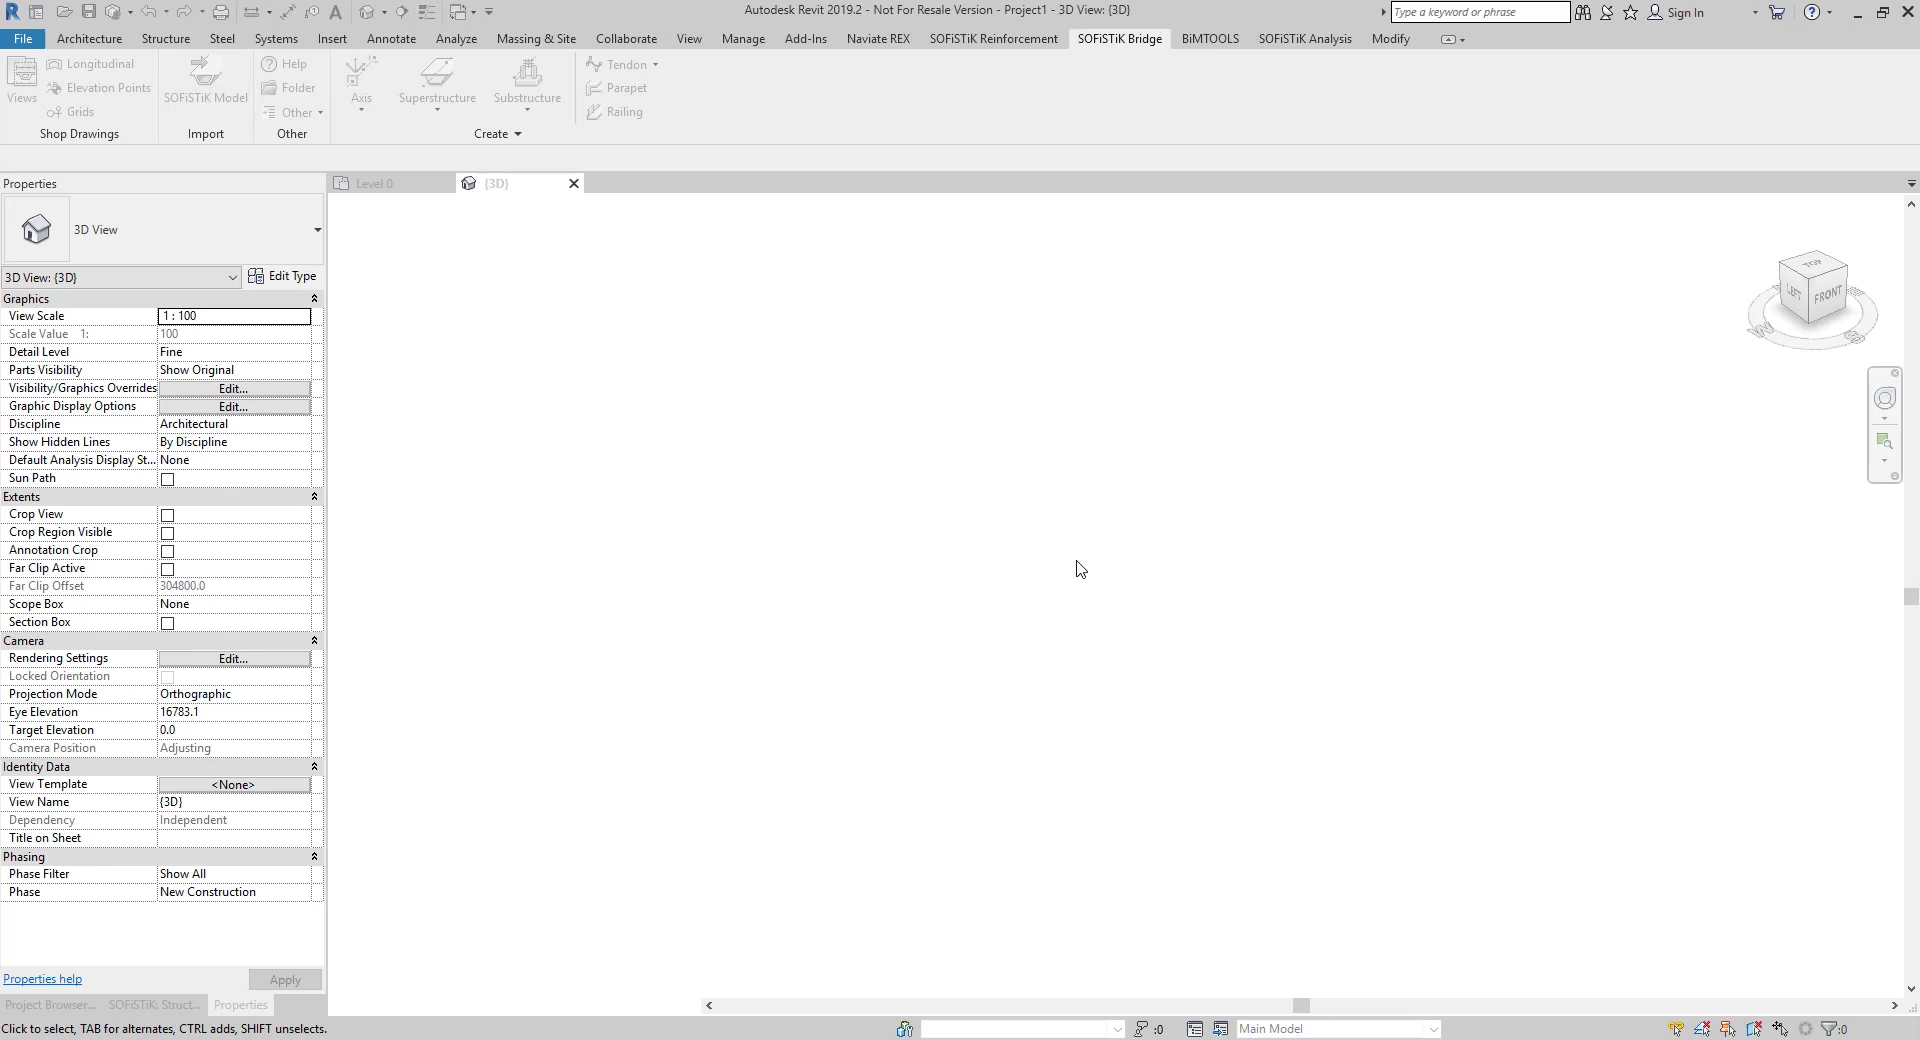 Autodesk Revit 2019.2 - Not For Resale Version - Project1 - 3D View: {3D}
Type a keyword or phrase
Sign In
File Architecture Structure Steel Systems Insert Annotate Analyze Massing & Site Collaborate View Manage Add-Ins Naviate REX SOFiSTiK Reinforcement SOFiSTiK Bridge BiMTOOLS SOFiSTiK Analysis Modify
Views
Longitudinal
Elevation Points
Grids
Shop Drawings
SOFiSTiK Model
Import
Help
Folder
Other
Other
Axis
Superstructure
Substructure
Create
Tendon
Parapet
Railing
Properties
Level 0
{3D}
3D View
3D View: {3D}
Edit Type
Graphics
View Scale 1 : 100
Scale Value 1: 100
Detail Level Fine
Parts Visibility Show Original
Visibility/Graphics Overrides Edit...
Graphic Display Options Edit...
Discipline Architectural
Show Hidden Lines By Discipline
Default Analysis Display St... None
Sun Path
Extents
Crop View
Crop Region Visible
Annotation Crop
Far Clip Active
Far Clip Offset 304800.0
Scope Box None
Section Box
Camera
Rendering Settings Edit...
Locked Orientation
Projection Mode Orthographic
Eye Elevation 16783.1
Target Elevation 0.0
Camera Position Adjusting
Identity Data
View Template <None>
View Name {3D}
Dependency Independent
Title on Sheet
Phasing
Phase Filter Show All
Phase New Construction
Properties help
Apply
Project Browser... SOFiSTiK: Struct... Properties
Click to select, TAB for alternates, CTRL adds, SHIFT unselects.
:0
Main Model
:0
TOP
LEFT
FRONT
W
S